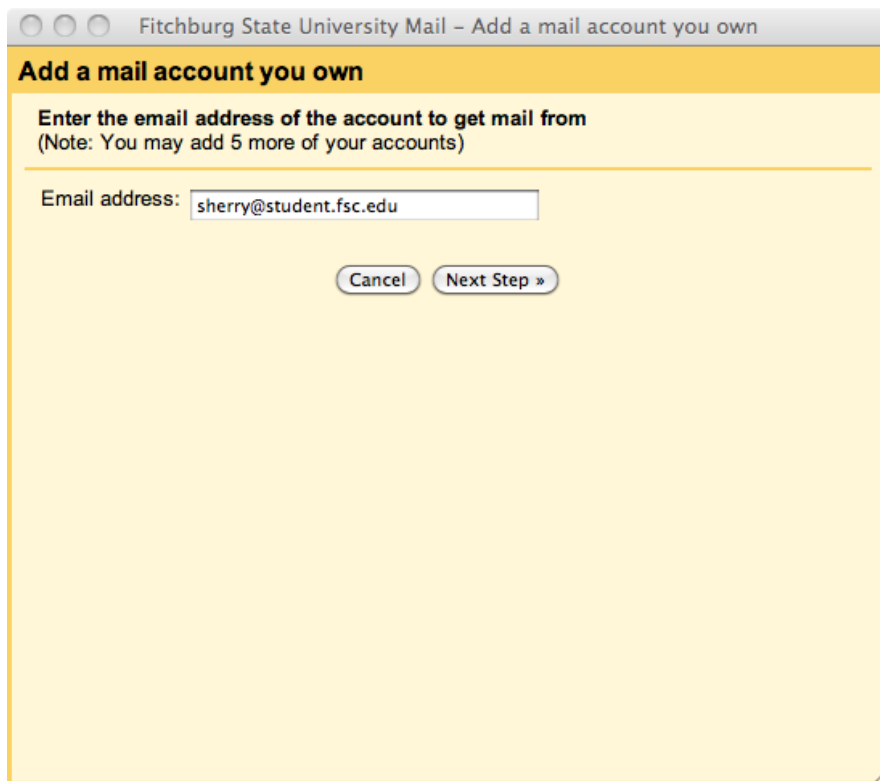 Fitchburg State University Mail – Add a mail account you own
Add a mail account you own
Enter the email address of the account to get mail from
(Note: You may add 5 more of your accounts)
Email address: sherry@student.fsc.edu
Cancel Next Step »